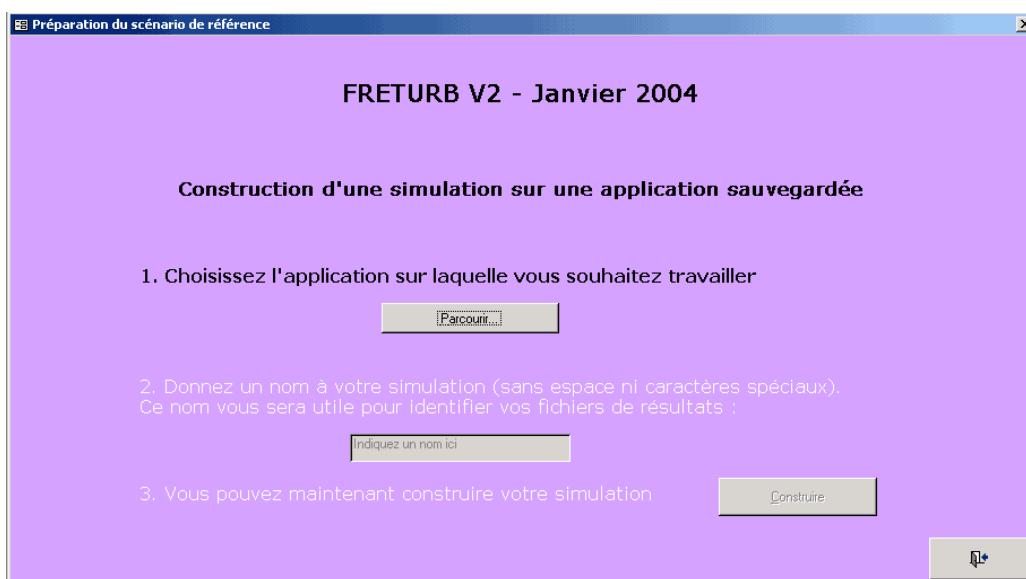 Préparation du scénario de référence
FRETURB V2 - Janvier 2004
Construction d'une simulation sur une application sauvegardée
1. Choisissez l'application sur laquelle vous souhaitez travailler
Parcourir...
2. Donnez un nom à votre simulation (sans espace ni caractères spéciaux).
Ce nom vous sera utile pour identifier vos fichiers de résultats :
Indiquez un nom ici
3. Vous pouvez maintenant construire votre simulation
Construire